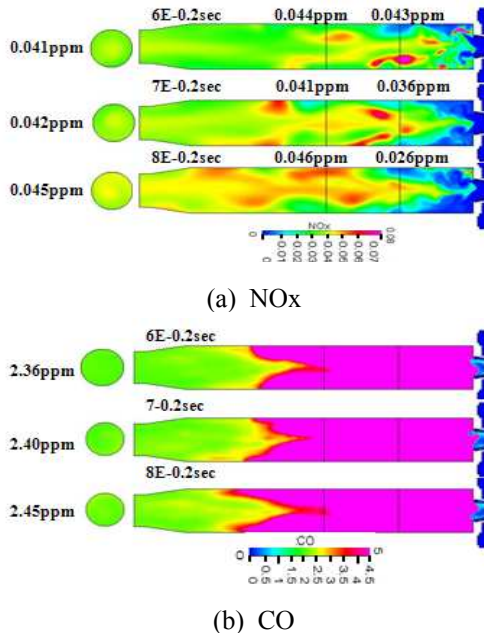 6E-0.2sec 0.044ppm 0.043ppm
0.041ppm
7E-0.2sec 0.041ppm 0.036ppm
0.042ppm
8E-0.2sec 0.046ppm 0.026ppm
0.045ppm
NOx
0 0.08
0 0.01 0.02 0.03 0.04 0.05 0.06 0.07
(a) NOx
6E-0.2sec
2.36ppm
7-0.2sec
2.40ppm
8E-0.2sec
2.45ppm
CO
0 5
0 0.5 1 1.5 2 2.5 3 3.5 4 4.5
(b) CO